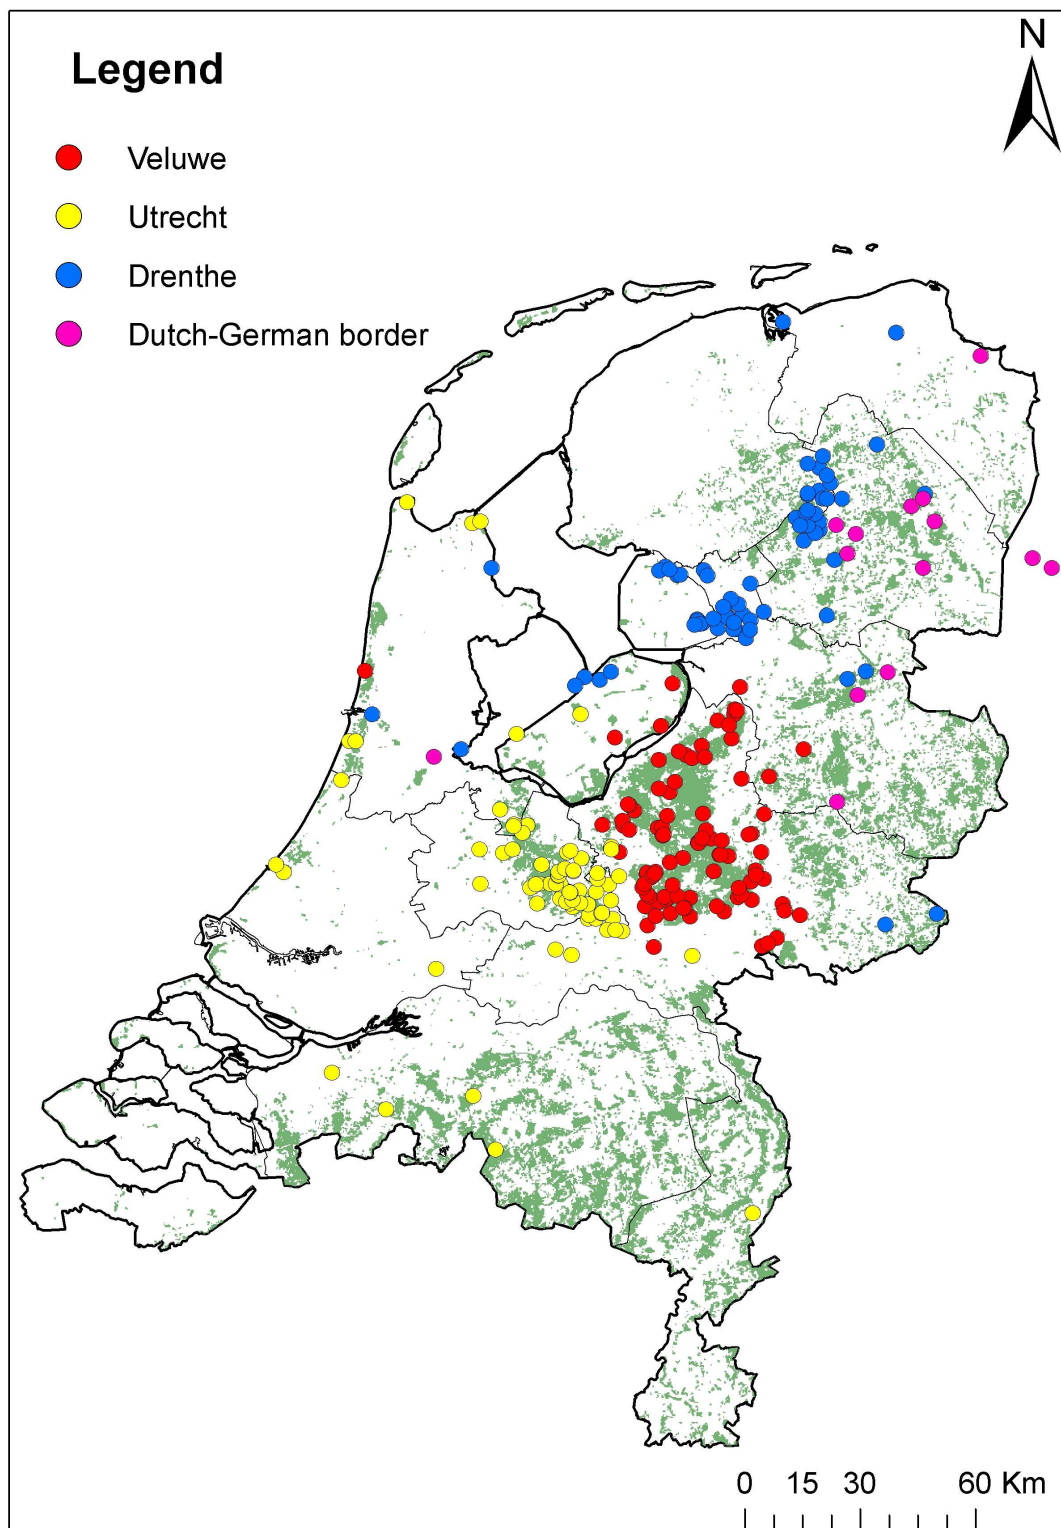 N
Legend
Veluwe
Utrecht
Drenthe
Dutch-German border
0 15 30 60 Km